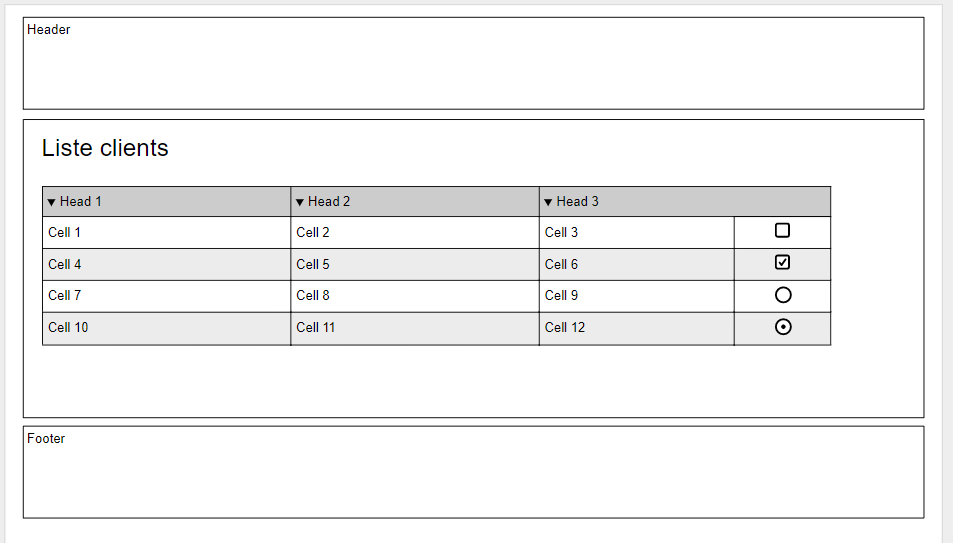 Header
Liste clients
▼ Head 1 ▼ Head 2 ▼ Head 3
Cell 1 Cell 2 Cell 3
Cell 4 Cell 5 Cell 6
Cell 7 Cell 8 Cell 9
Cell 10 Cell 11 Cell 12
Footer